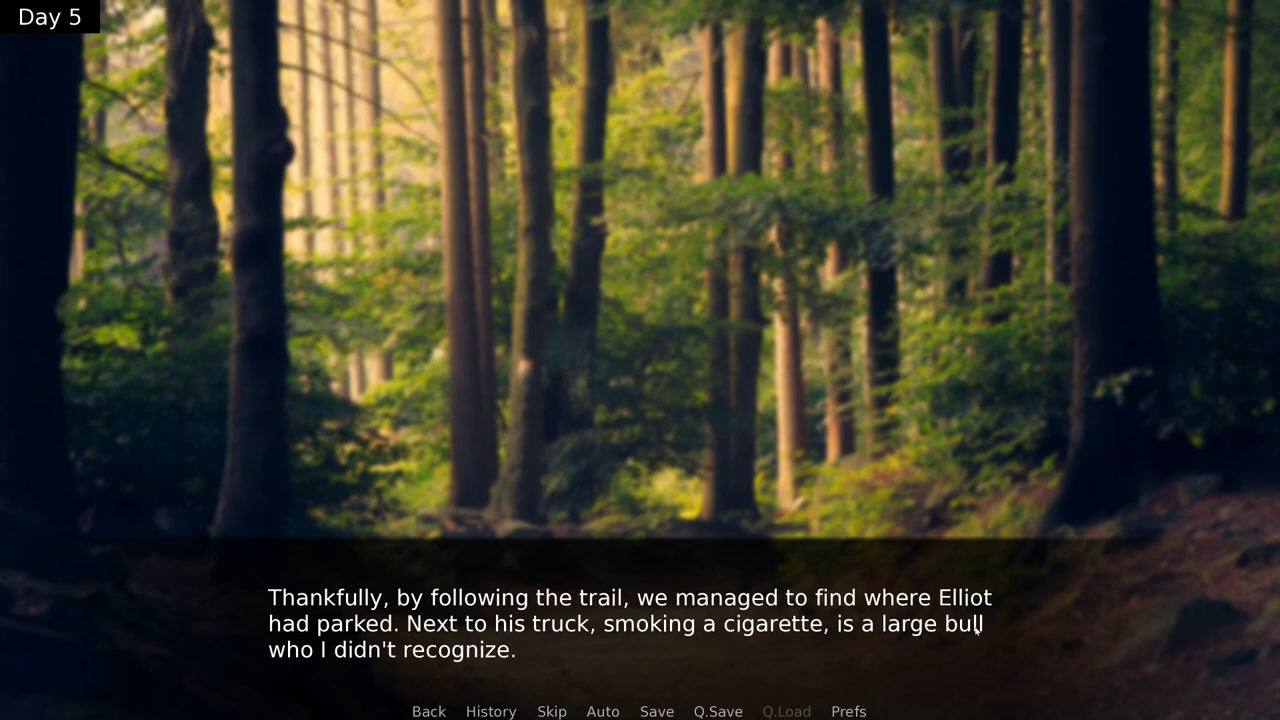 Day 5
Thankfully, by following the trail, we managed to find where Elliot
had parked. Next to his truck, smoking a cigarette, is a large bull
who I didn't recognize.
Back History Skip Auto Save Q.Save Q.Load Prefs